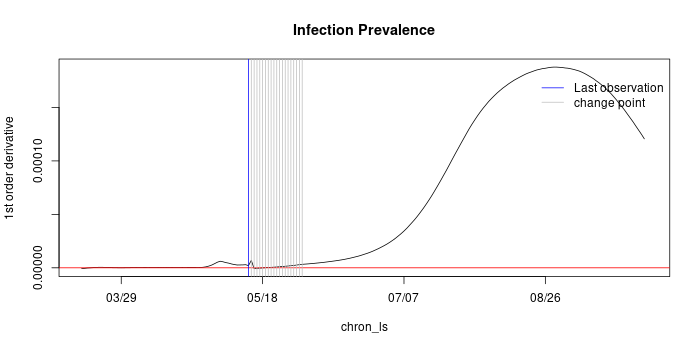 Infection Prevalence
1st order derivative
0.00010
0.00000
Last observation
change point
03/29 05/18 07/07 08/26
chron_ls